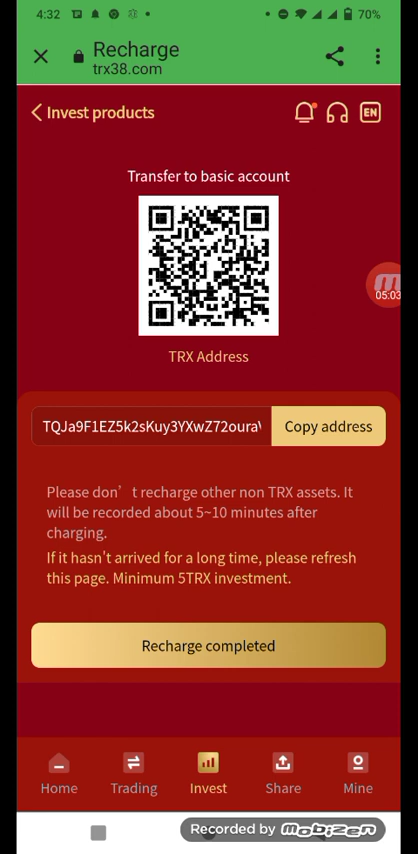 4:32
70%
Recharge
trx38.com
Invest products
EN
Transfer to basic account
05:03
TRX Address
TQJa9F1EZ5k2sKuy3YXwZ72oura
Copy address
Please don’t recharge other non TRX assets. It
will be recorded about 5~10 minutes after
charging.
If it hasn't arrived for a long time, please refresh
this page. Minimum 5TRX investment.
Recharge completed
Home
Trading
Invest
Share
Mine
Recorded by mobizen